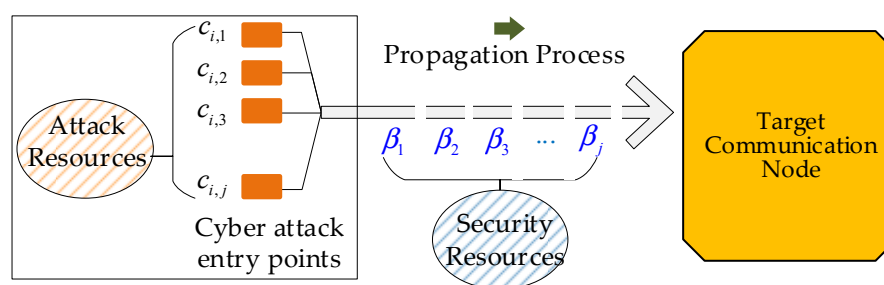 c_{i,1}
c_{i,2}
c_{i,3}
c_{i,j}
Attack
Resources
Cyber attack
entry points
Propagation Process
β_1 β_2 β_3 ... β_j
Security
Resources
Target
Communication
Node